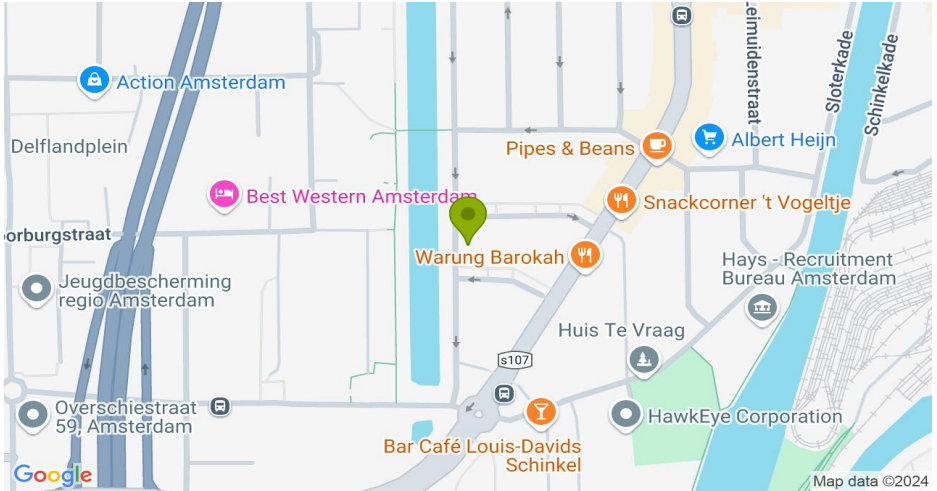 Leimuidenstraat
Sloterkade
Schinkelkade
Action Amsterdam
Delflandplein
Pipes & Beans
Albert Heijn
Best Western Amsterdam
Snackcorner 't Vogeltje
oorburgstraat
Warung Barokah
Hays - Recruitment
Bureau Amsterdam
Jeugdbescherming
regio Amsterdam
Huis Te Vraag
s107
Overschiestraat
59, Amsterdam
HawkEye Corporation
Bar Café Louis-Davids
Schinkel
Google
Map data ©2024